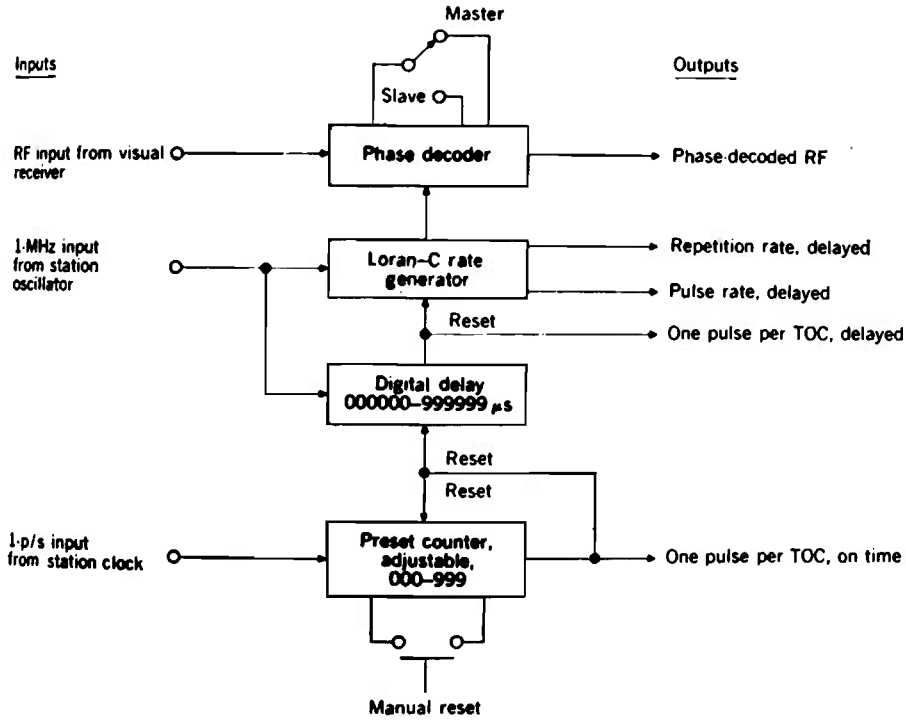 Master
Inputs
Outputs
Slave
RF input from visual
receiver
Phase decoder
Phase-decoded RF
1-MHz input
from station
oscillator
Loran-C rate
generator
Repetition rate, delayed
Pulse rate, delayed
Reset
One pulse per TOC, delayed
Digital delay
000000-999999 μs
Reset
Reset
1-p/s input
from station clock
Preset counter,
adjustable,
000-999
One pulse per TOC, on time
Manual reset